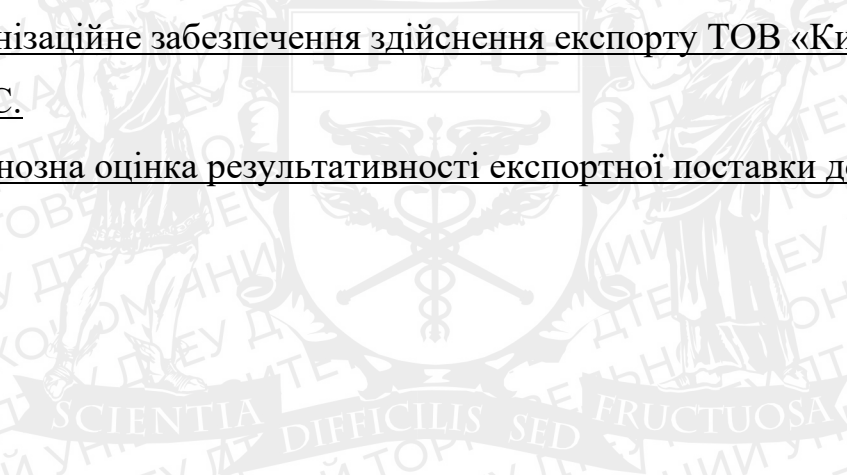 нізаційне забезпечення здійснення експорту ТОВ «Ки
С.
нозна оцінка результативності експортної поставки д
SCIENTIA DIFFICILIS SED FRUCTUOSA